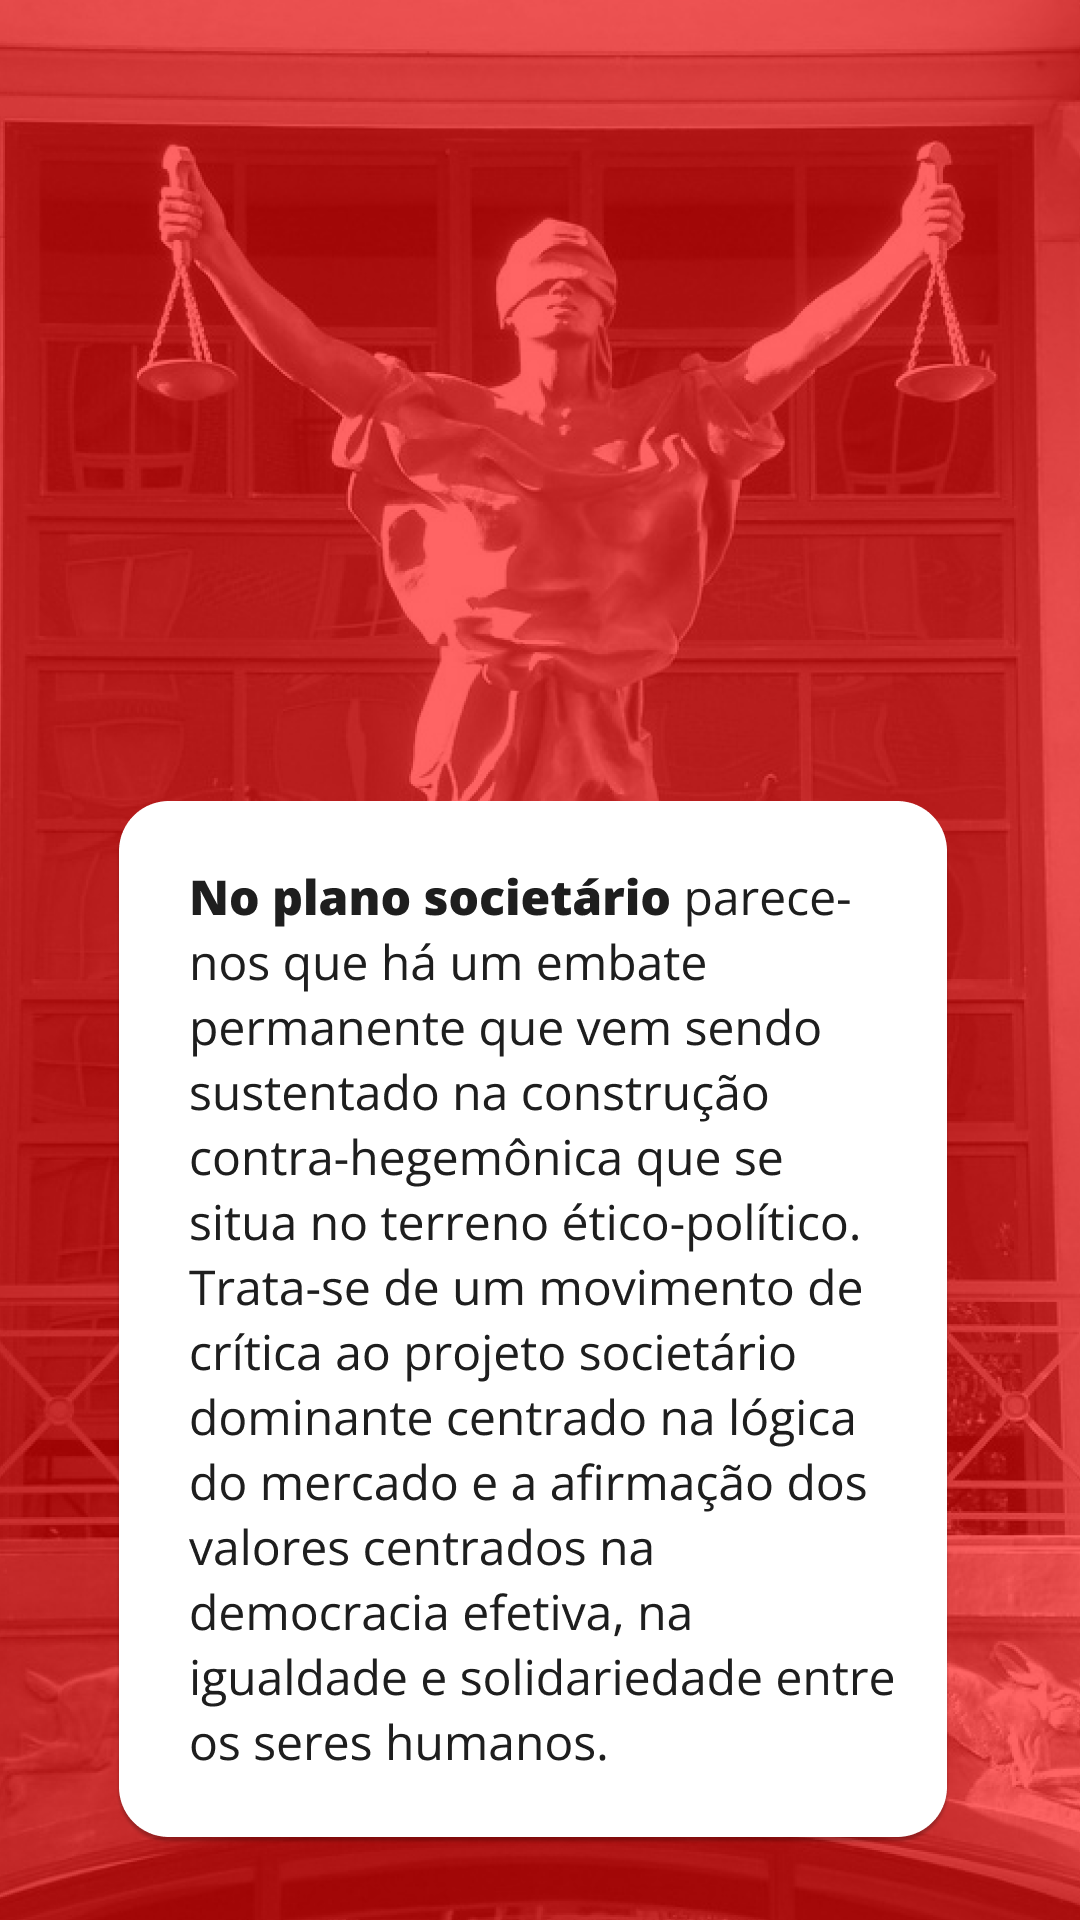 No plano societário parece-
nos que há um embate
permanente que vem sendo
sustentado na construção
contra-hegemônica que se
situa no terreno ético-político.
Trata-se de um movimento de
crítica ao projeto societário
dominante centrado na lógica
do mercado e a afirmação dos
valores centrados na
democracia efetiva, na
igualdade e solidariedade entre
os seres humanos.